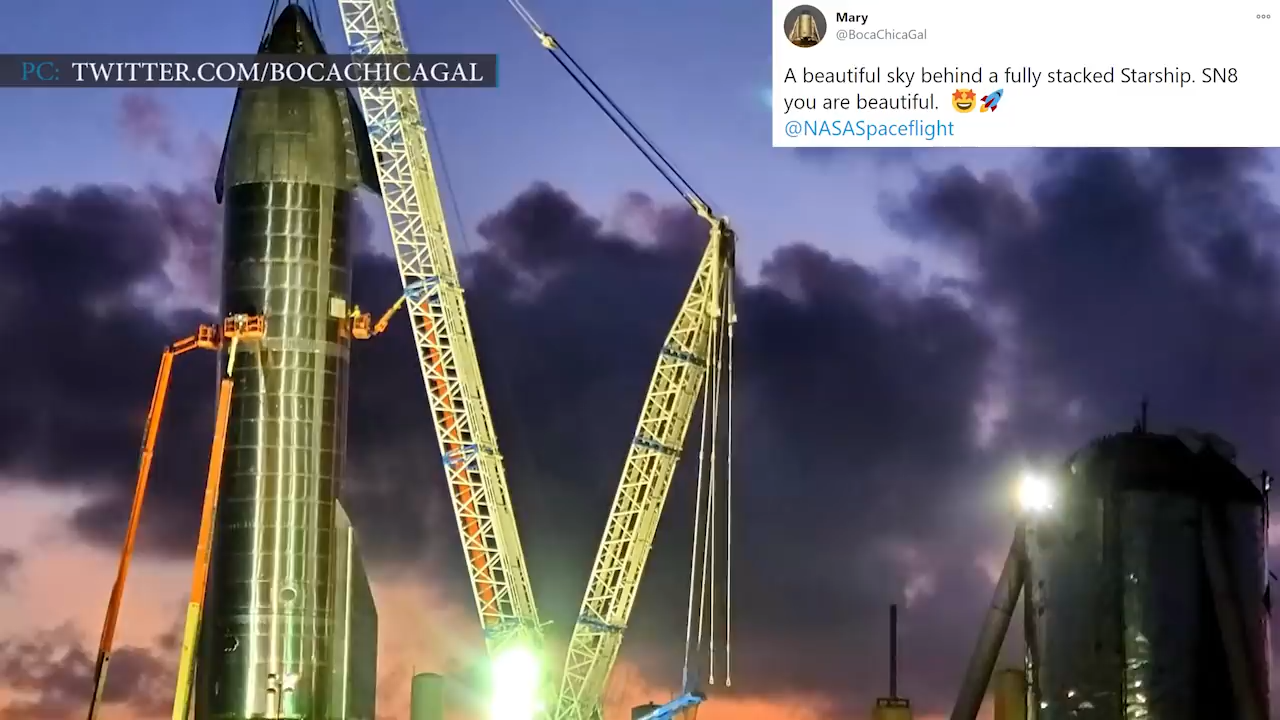 PC: TWITTER.COM/BOCACHICAGAL
Mary
@BocaChicaGal
A beautiful sky behind a fully stacked Starship. SN8
you are beautiful. 🤩🚀
@NASASpaceflight